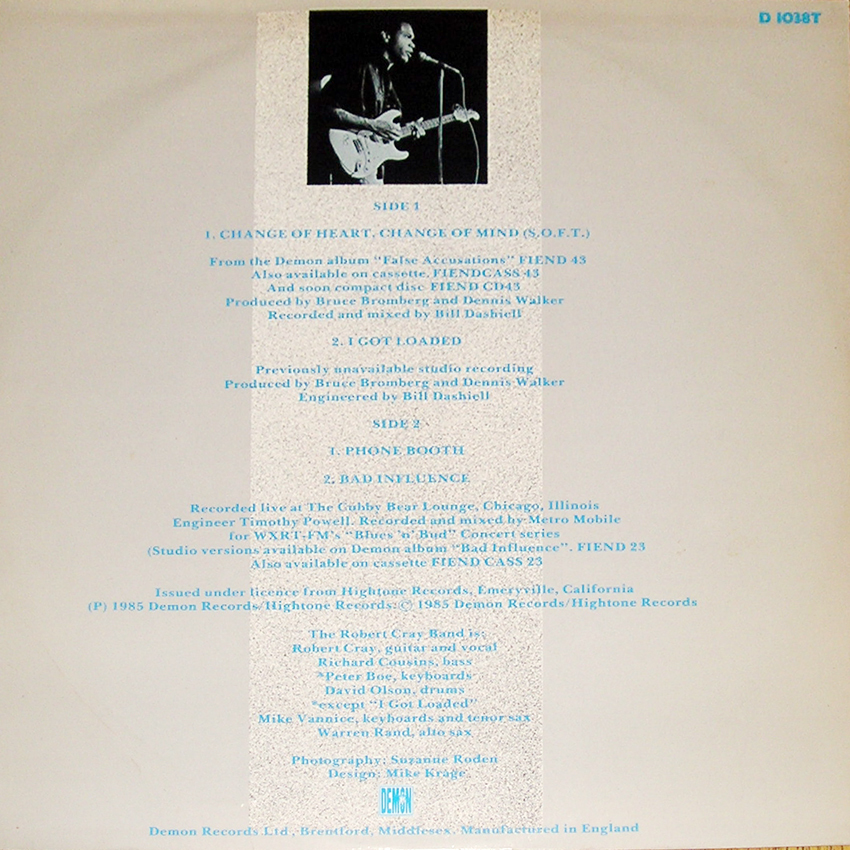 D 1038T
SIDE 1
1. CHANGE OF HEART, CHANGE OF MIND (S.O.F.T.)
From the Demon album "False Accusations" FIEND 43
Also available on cassette. FIENDCASS 43
And soon compact disc FIEND CD43
Produced by Bruce Bromberg and Dennis Walker
Recorded and mixed by Bill Dashiell
2. I GOT LOADED
Previously unavailable studio recording
Produced by Bruce Bromberg and Dennis Walker
Engineered by Bill Dashiell
SIDE 2
1. PHONE BOOTH
2. BAD INFLUENCE
Recorded live at The Cubby Bear Lounge, Chicago, Illinois
Engineer Timothy Powell. Recorded and mixed by Metro Mobile
for WXRT-FM's "Blues 'n' Bud" Concert series
(Studio versions available on Demon album "Bad Influence". FIEND 23
Also available on cassette FIEND CASS 23
Issued under licence from Hightone Records, Emeryville, California
(P) 1985 Demon Records/Hightone Records. © 1985 Demon Records/Hightone Records
The Robert Cray Band is:
Robert Cray, guitar and vocal
Richard Cousins, bass
*Peter Boe, keyboards
David Olson, drums
*except "I Got Loaded"
Mike Vannice, keyboards and tenor sax
Warren Rand, alto sax
Photography: Suzanne Roden
Design: Mike Krage
DEMON
Demon Records Ltd, Brentford, Middlesex. Manufactured in England